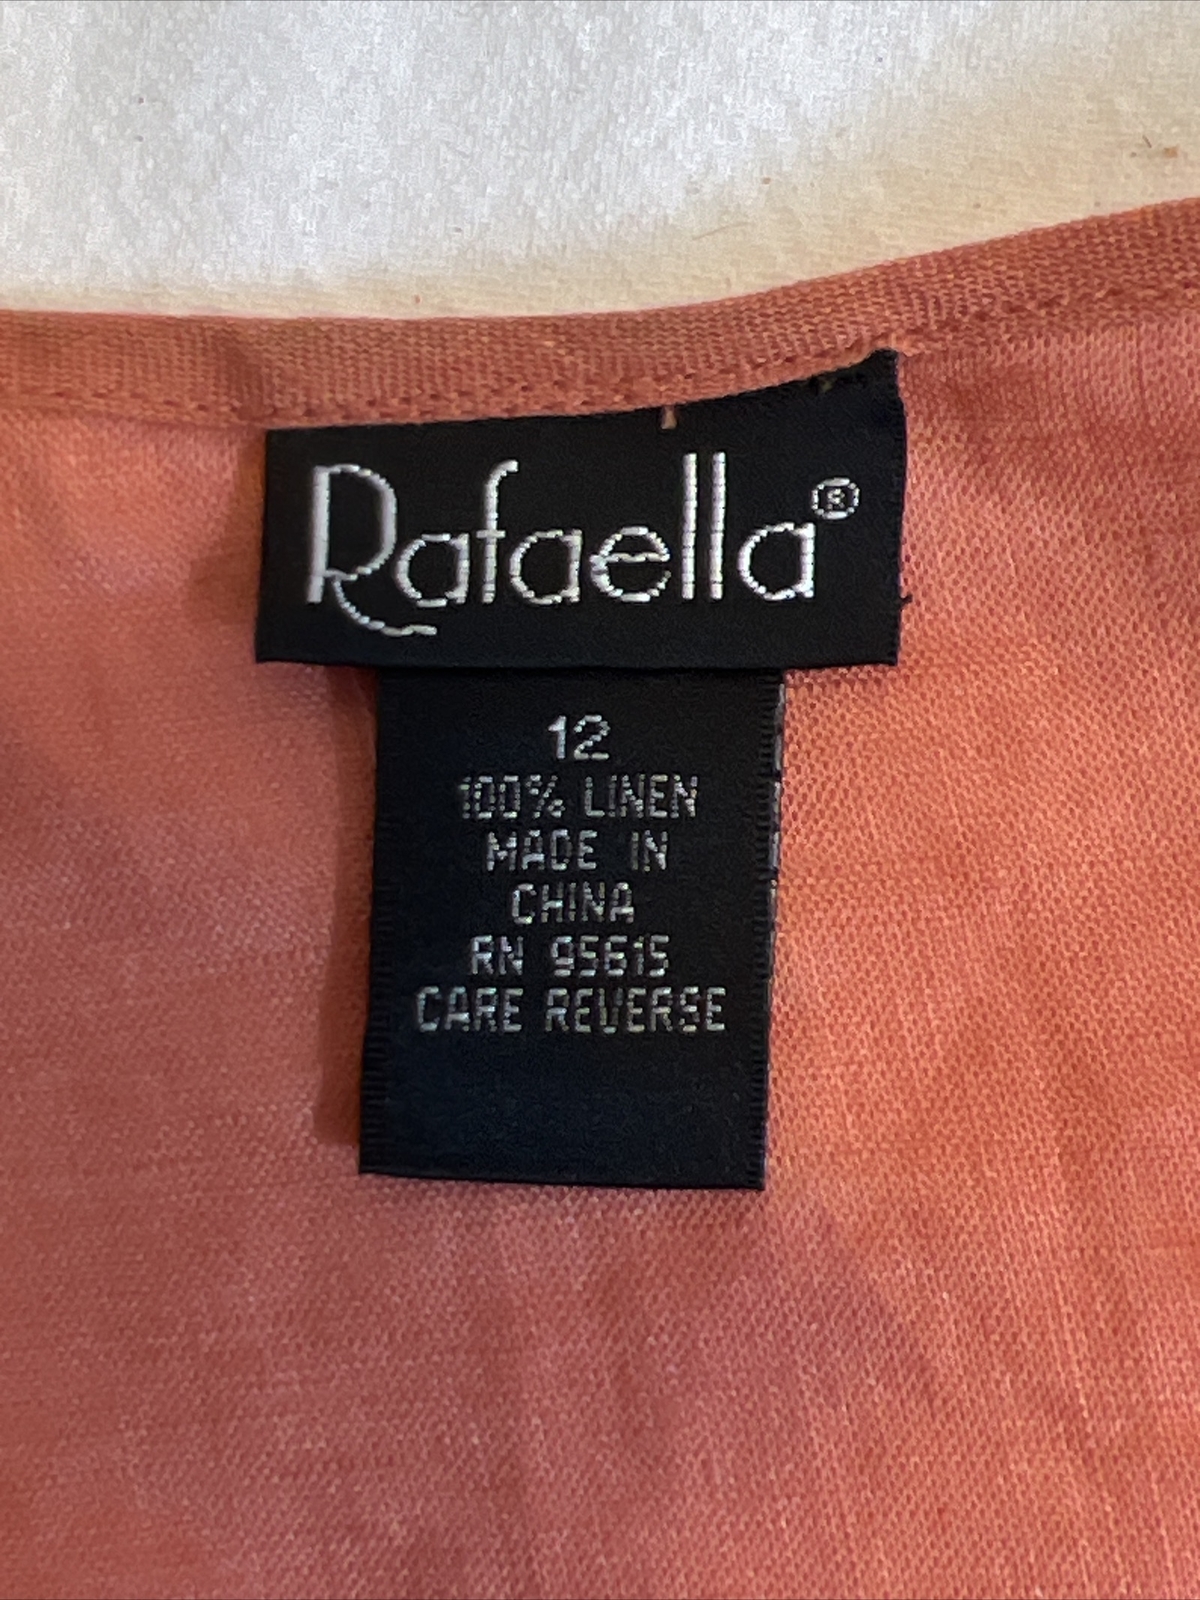 Rafaella®
12
100% LINEN
MADE IN
CHINA
RN 95615
CARE REVERSE